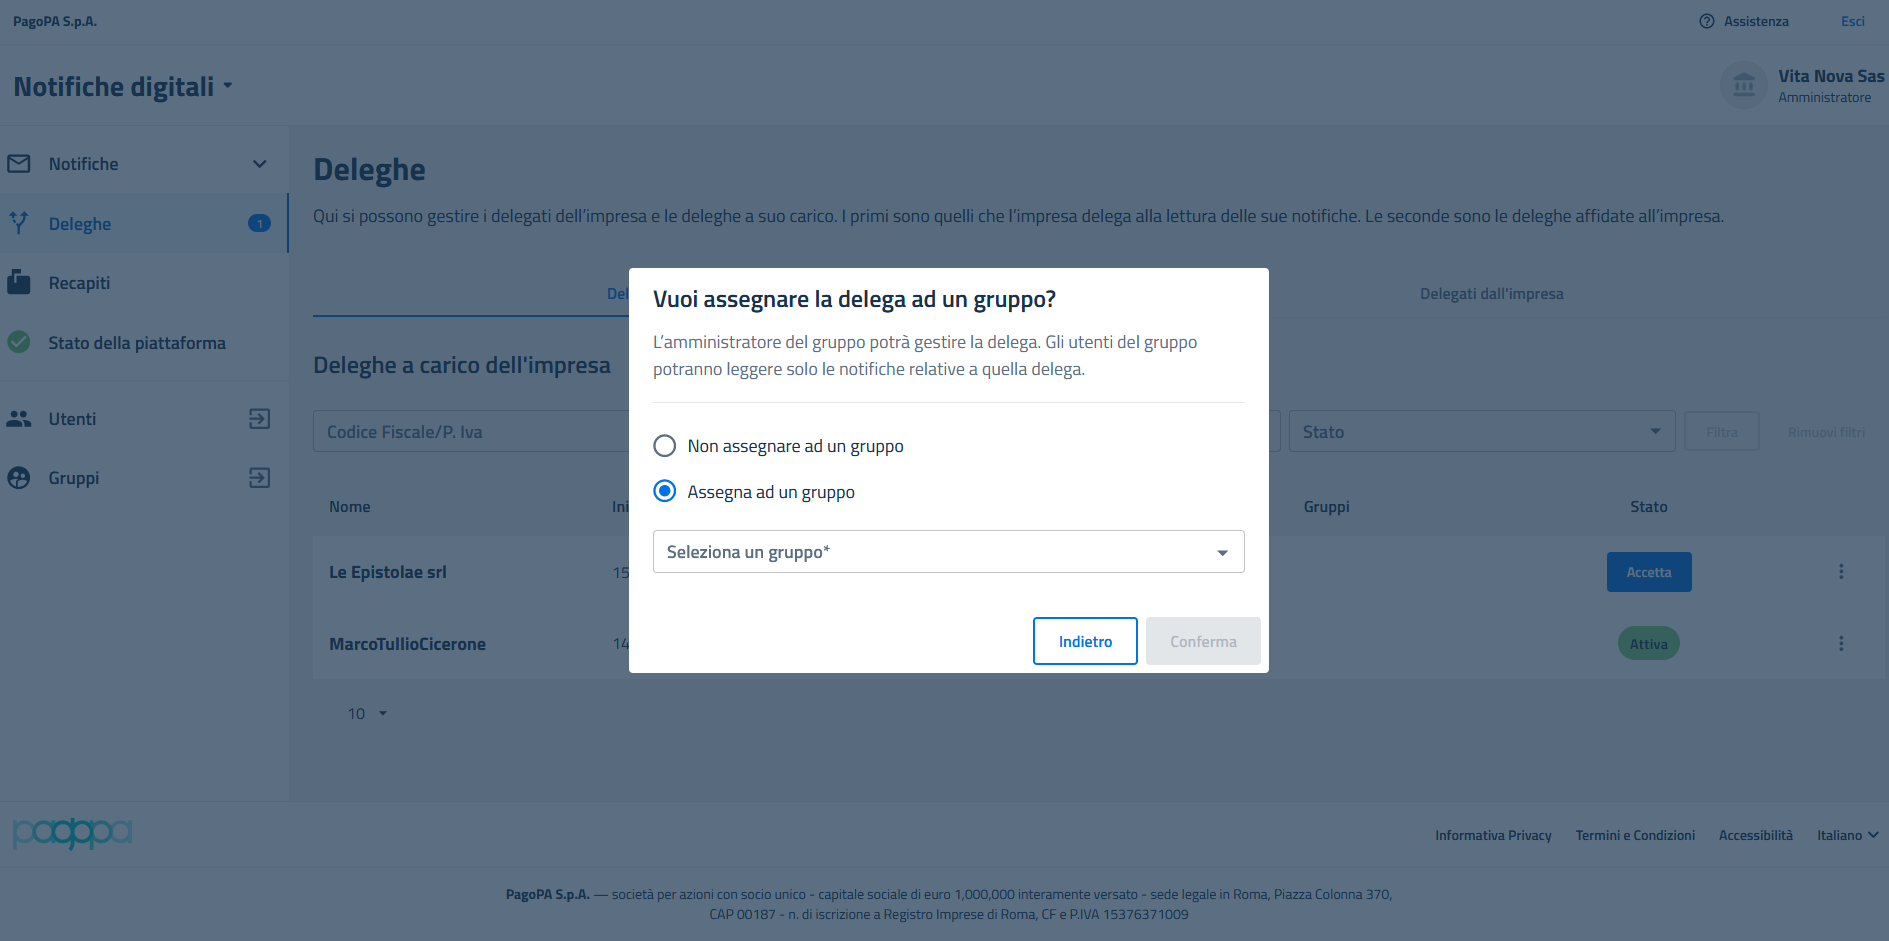 PagoPA S.p.A.
Assistenza
Esci
Notifiche digitali
Vita Nova Sas
Amministratore
Notifiche
Deleghe
1
Recapiti
Stato della piattaforma
Utenti
Gruppi
Deleghe
Qui si possono gestire i delegati dell’impresa e le deleghe a suo carico. I primi sono quelli che l’impresa delega alla lettura delle sue notifiche. Le seconde sono le deleghe affidate all’impresa.
Del
Delegati dall'impresa
Deleghe a carico dell'impresa
Codice Fiscale/P. Iva
Stato
Filtra
Rimuovi filtri
Nome
Ini
Gruppi
Stato
Le Epistolae srl
15
Accetta
MarcoTullioCicerone
14
Attiva
10
Vuoi assegnare la delega ad un gruppo?
L’amministratore del gruppo potrà gestire la delega. Gli utenti del gruppo
potranno leggere solo le notifiche relative a quella delega.
Non assegnare ad un gruppo
Assegna ad un gruppo
Seleziona un gruppo*
Indietro
Conferma
pagopa
Informativa Privacy
Termini e Condizioni
Accessibilità
Italiano
PagoPA S.p.A. — società per azioni con socio unico - capitale sociale di euro 1,000,000 interamente versato - sede legale in Roma, Piazza Colonna 370,
CAP 00187 - n. di iscrizione a Registro Imprese di Roma, CF e P.IVA 15376371009